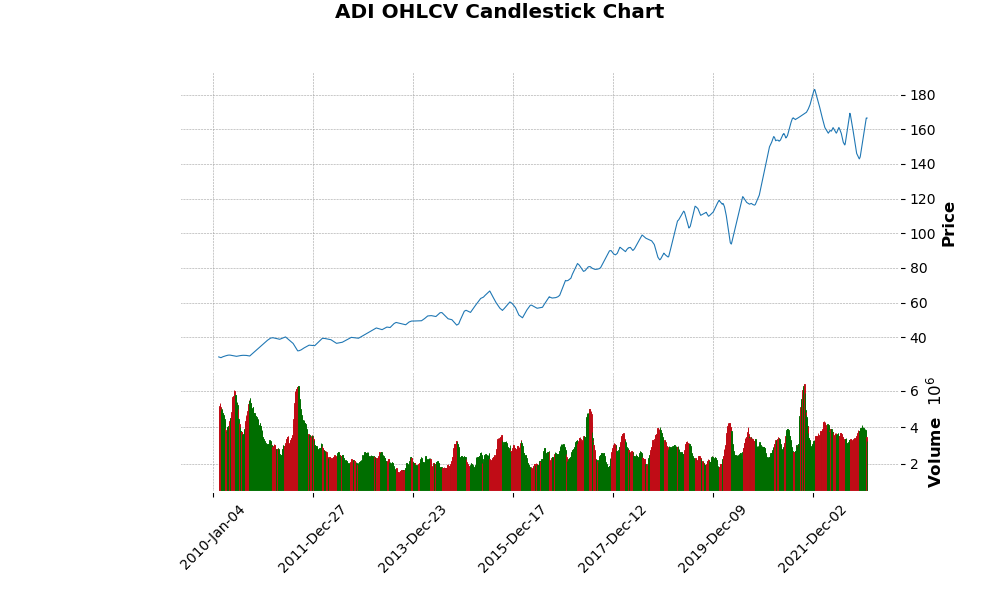 ADI OHLCV Candlestick Chart
180
160
140
120
100
80
60
40
Price
6
4
2
Volume 10⁶
2010-Jan-04
2011-Dec-27
2013-Dec-23
2015-Dec-17
2017-Dec-12
2019-Dec-09
2021-Dec-02